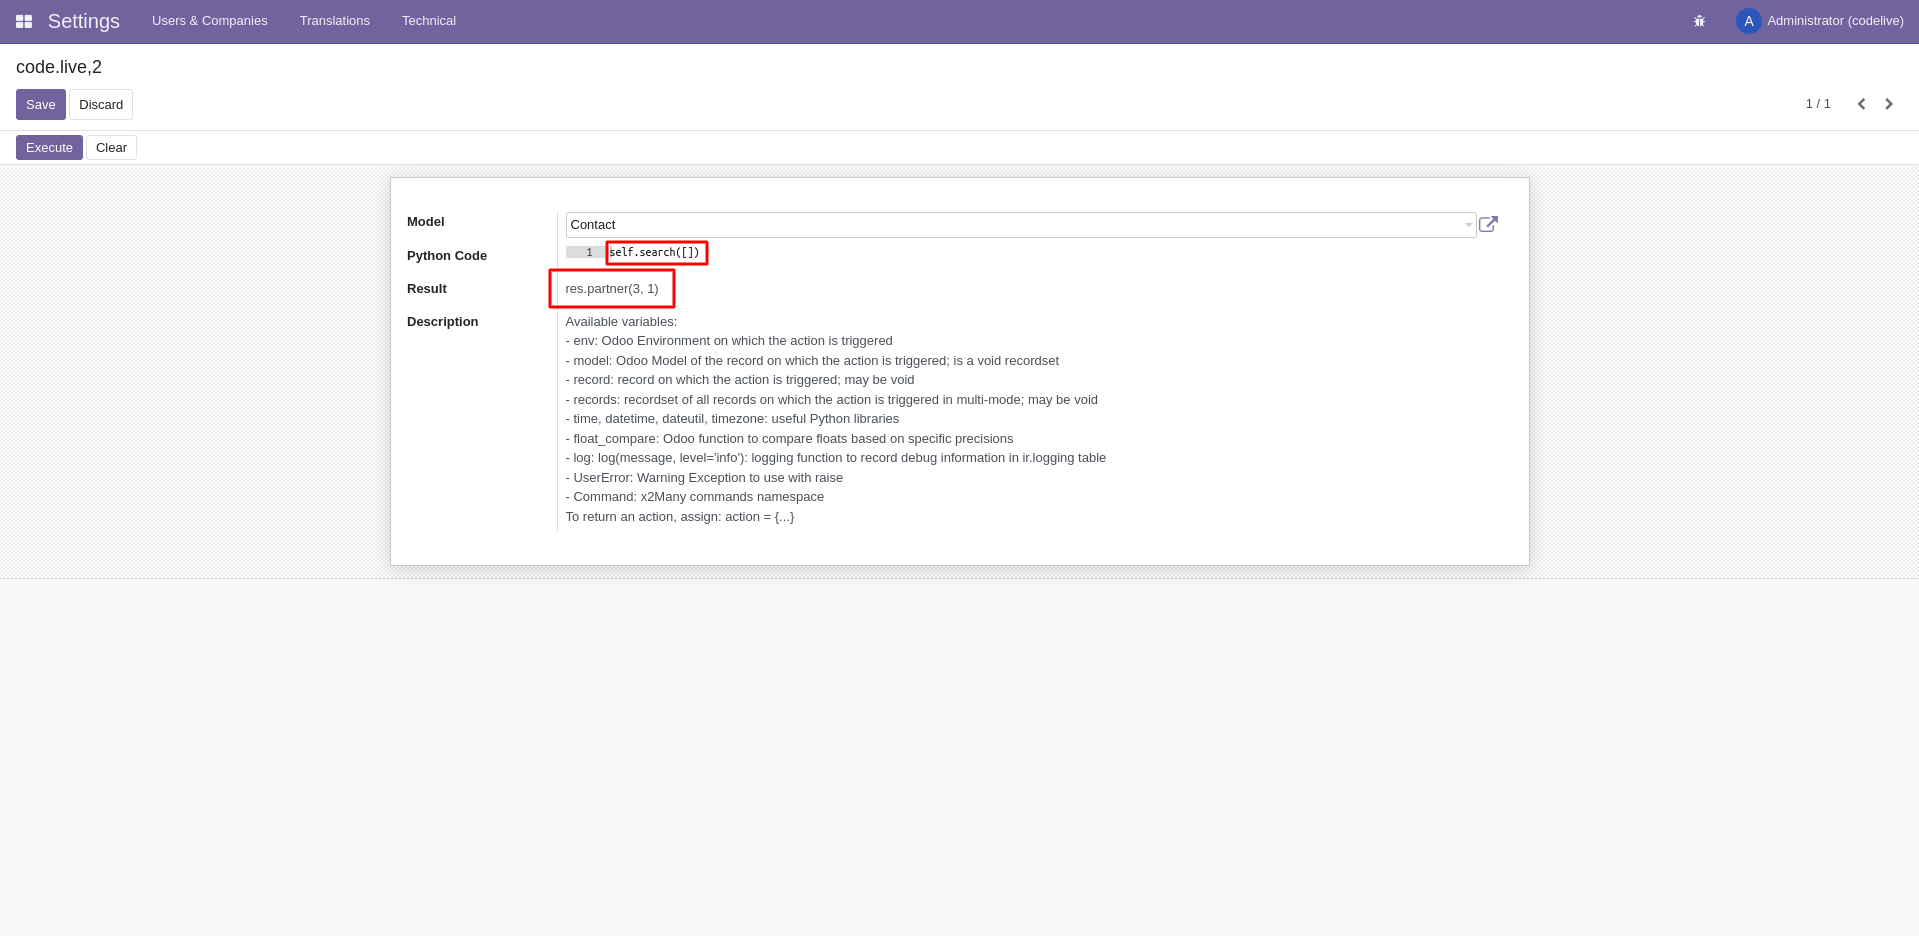 Settings Users & Companies Translations Technical A Administrator (codelive)
code.live,2
Save Discard 1 / 1
Execute Clear
Model Contact
Python Code 1 self.search([])
Result res.partner(3, 1)
Description Available variables:
- env: Odoo Environment on which the action is triggered
- model: Odoo Model of the record on which the action is triggered; is a void recordset
- record: record on which the action is triggered; may be void
- records: recordset of all records on which the action is triggered in multi-mode; may be void
- time, datetime, dateutil, timezone: useful Python libraries
- float_compare: Odoo function to compare floats based on specific precisions
- log: log(message, level='info'): logging function to record debug information in ir.logging table
- UserError: Warning Exception to use with raise
- Command: x2Many commands namespace
To return an action, assign: action = {...}